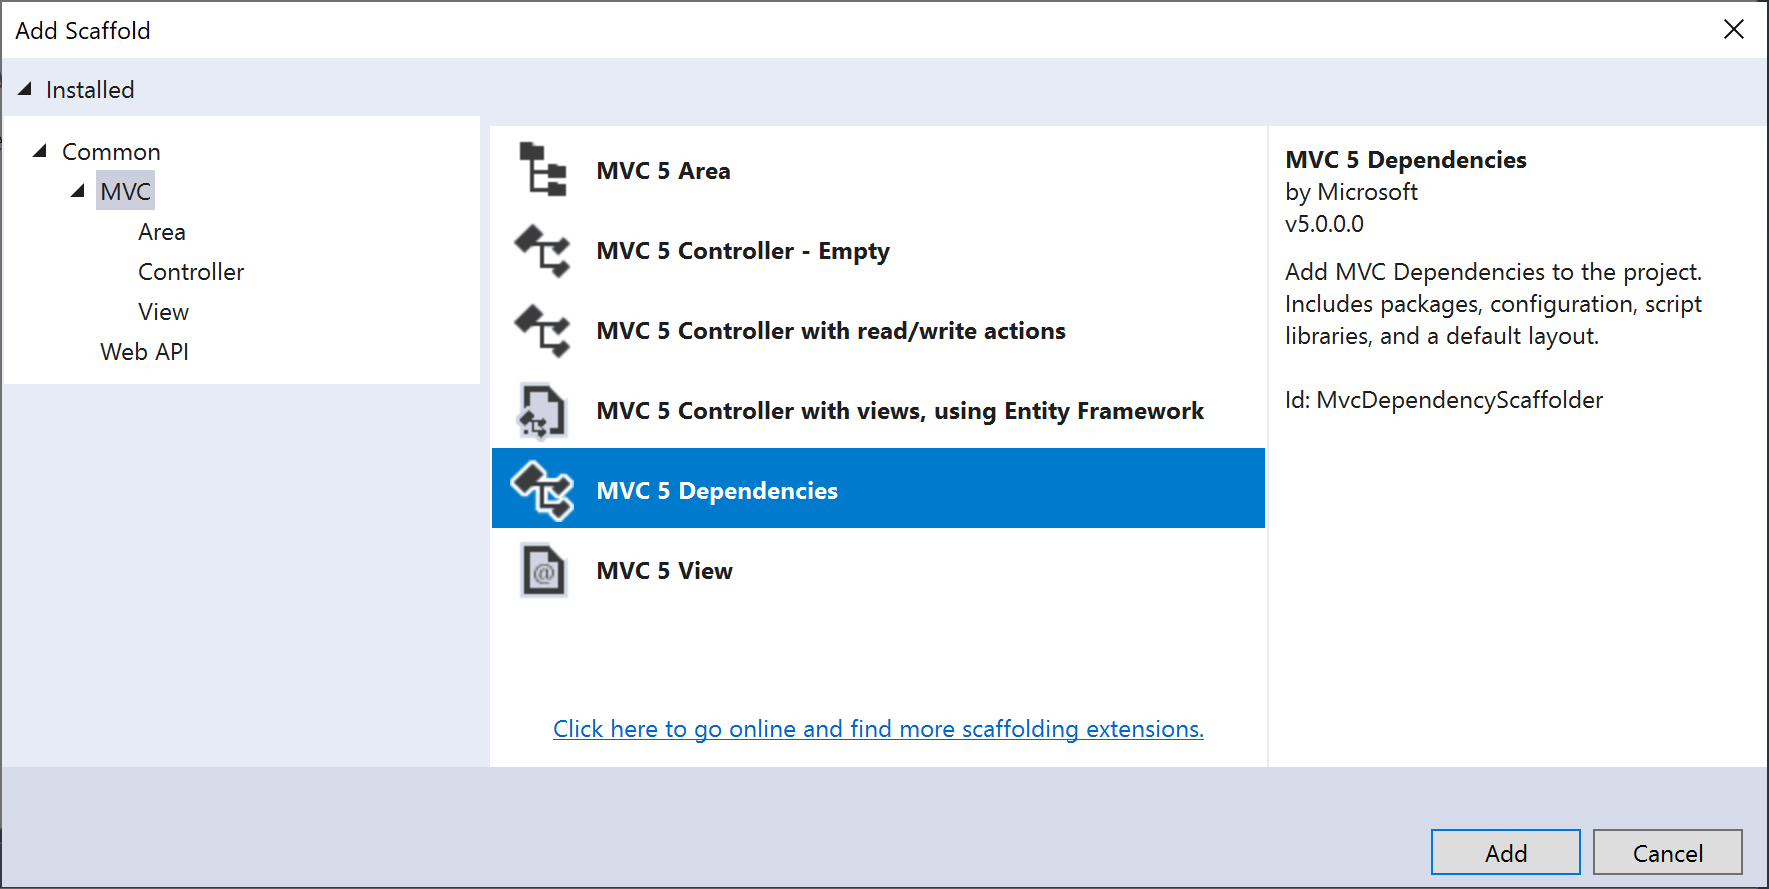 Add Scaffold
Installed
Common
MVC
Area
Controller
View
Web API
MVC 5 Area
MVC 5 Controller - Empty
MVC 5 Controller with read/write actions
MVC 5 Controller with views, using Entity Framework
MVC 5 Dependencies
MVC 5 View
Click here to go online and find more scaffolding extensions.
MVC 5 Dependencies
by Microsoft
v5.0.0.0
Add MVC Dependencies to the project.
Includes packages, configuration, script
libraries, and a default layout.
Id: MvcDependencyScaffolder
Add
Cancel